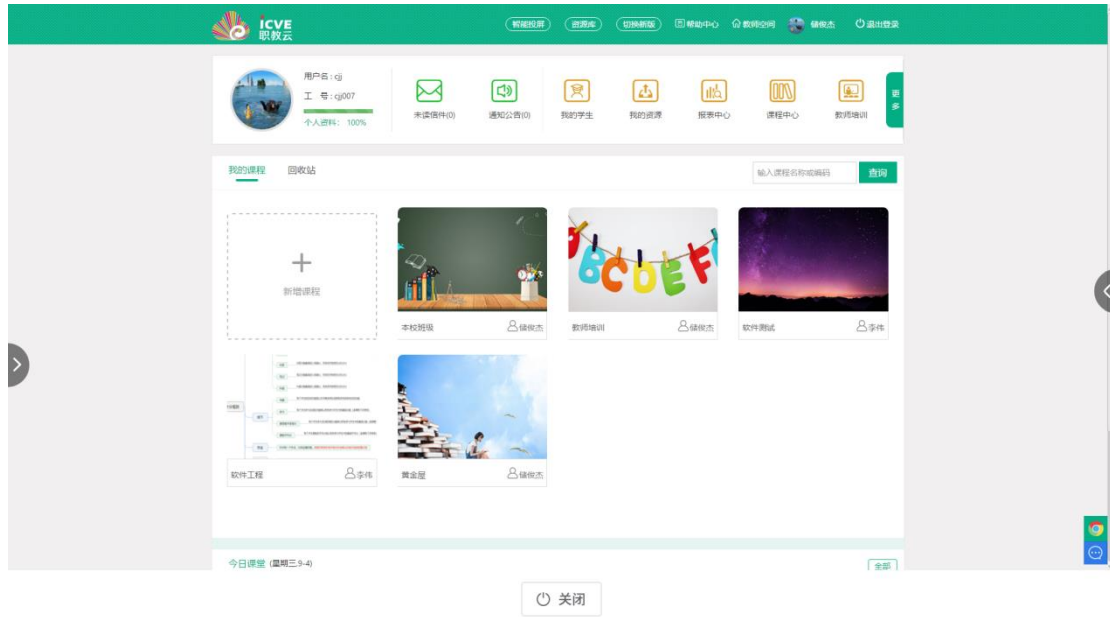 iCVE
职教云
智能投屏
资源库
切换新版
帮助中心
教师空间
储俊杰
退出登录
用户名：cjj
工 号：cjj007
个人资料： 100%
未读信件(0)
通知公告(0)
我的学生
我的资源
报表中心
课程中心
教师培训
更多
我的课程
回收站
输入课程名称或编码
查询
新增课程
本校班级
储俊杰
BCDEF
教师培训
储俊杰
软件测试
李伟
软件工程
李伟
黄金屋
储俊杰
今日课堂 (星期三,9-4)
全部
关闭